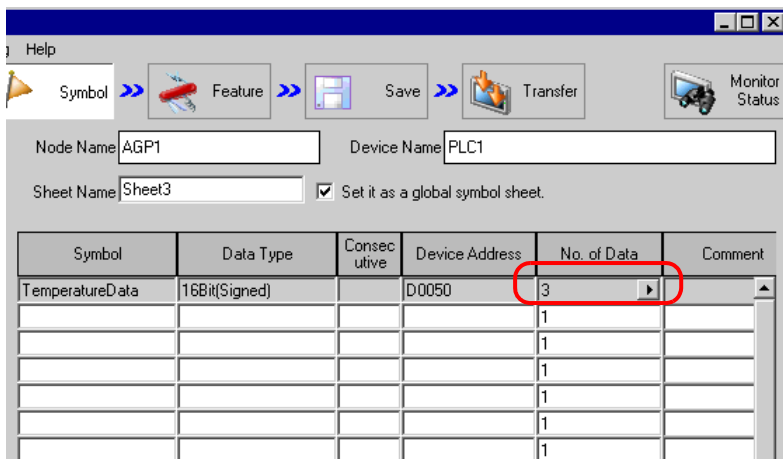 g Help
Symbol Feature Save Transfer Monitor Status
Node Name AGP1 Device Name PLC1
Sheet Name Sheet3 Set it as a global symbol sheet.
Symbol Data Type Consec utive Device Address No. of Data Comment
TemperatureData 16Bit(Signed) D0050 3
1
1
1
1
1
1